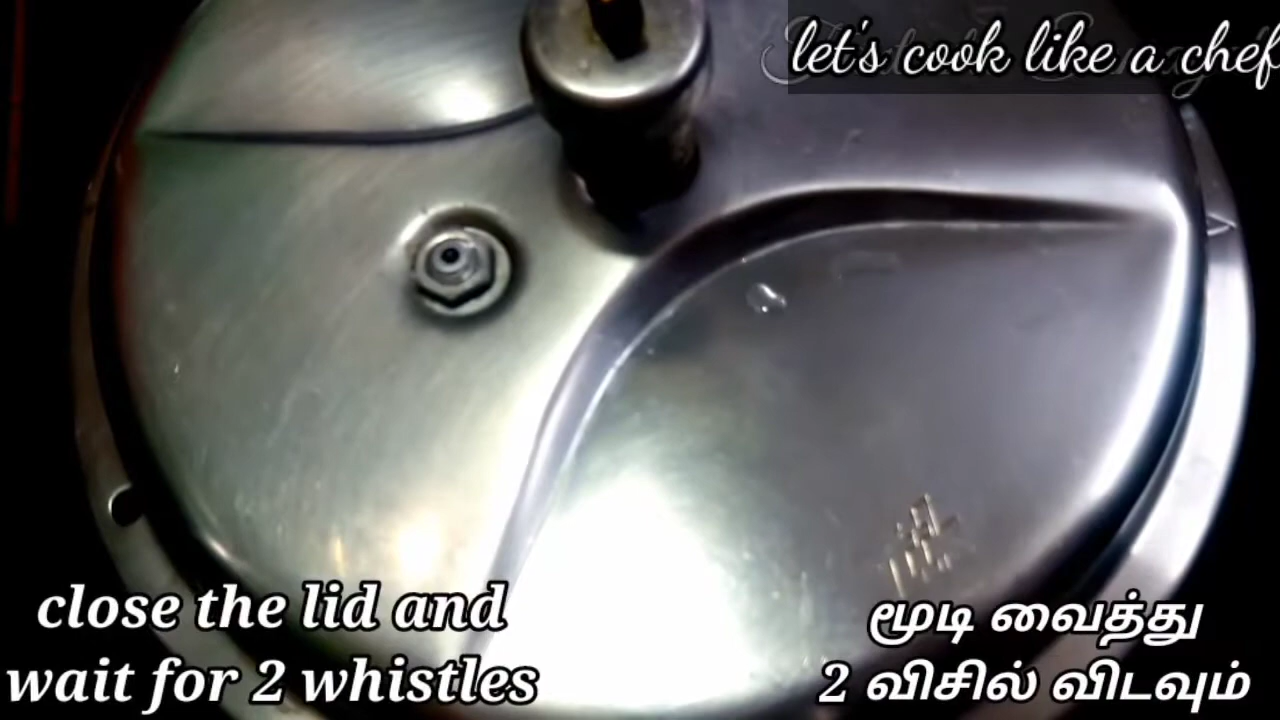 let's cook like a chef
close the lid and
wait for 2 whistles
மூடி வைத்து
2 விசில் விடவும்